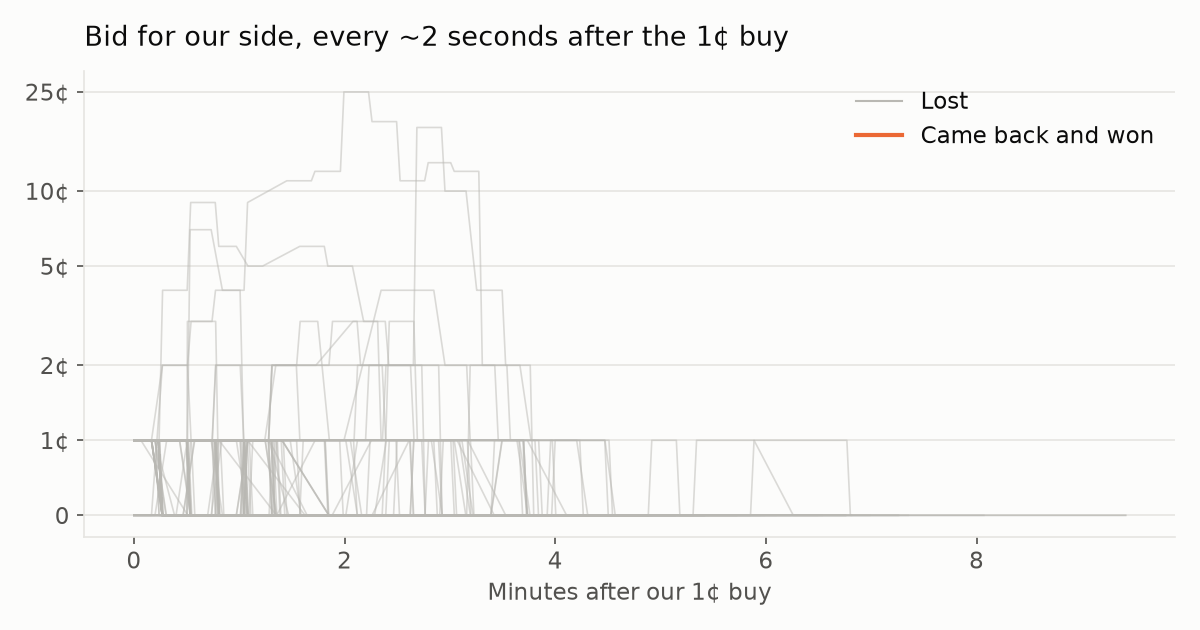 Bid for our side, every ~2 seconds after the 1¢ buy
25¢
10¢
5¢
2¢
1¢
0
Lost
Came back and won
0 2 4 6 8
Minutes after our 1¢ buy